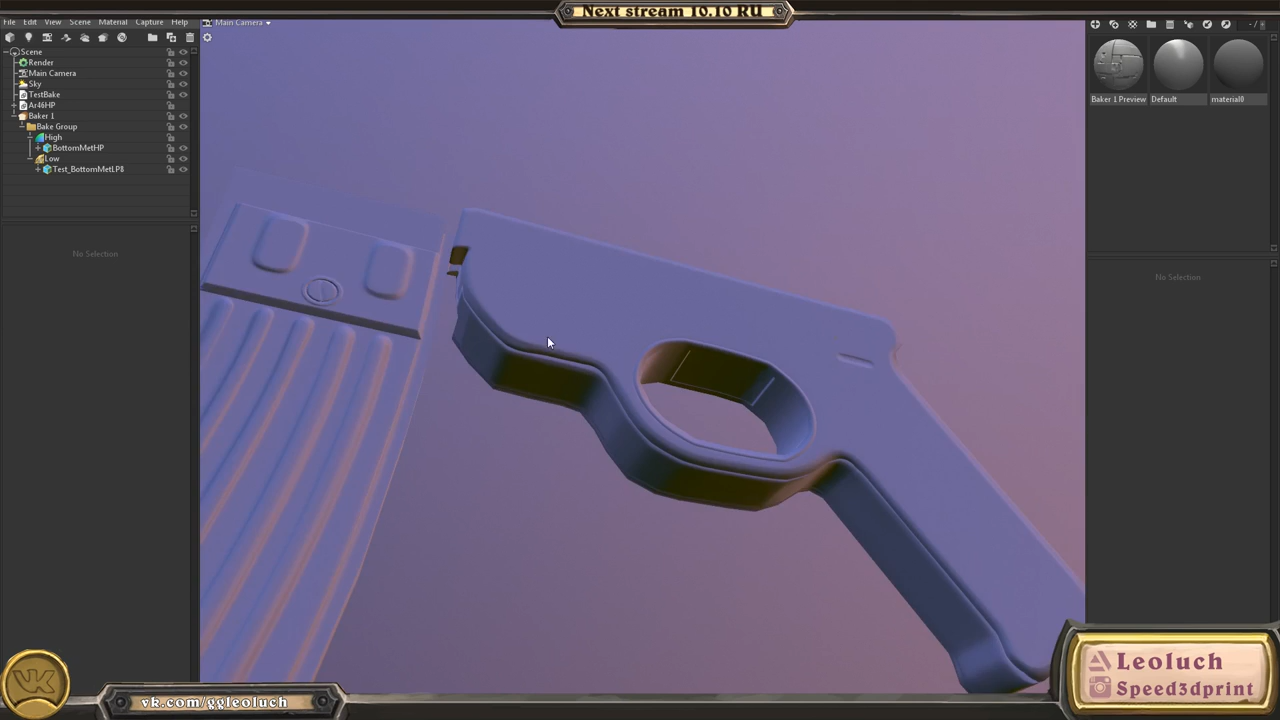 Next stream 10.10 RU
File Edit View Scene Material Capture Help
Main Camera
Scene
Render
Main Camera
Sky
TestBake
Ar46HP
Baker 1
Bake Group
High
BottomMetHP
Low
Test_BottomMetLP8
No Selection
Baker 1 Preview
Default
material0
No Selection
vk.com/ggleoluch
Leoluch
Speed3dprint